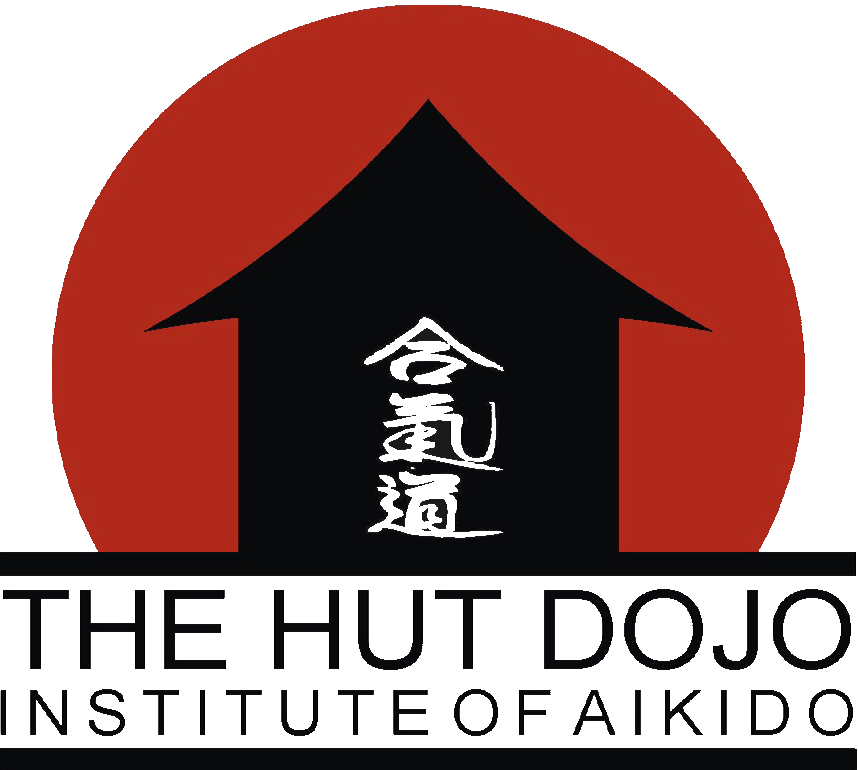 合氣道
THE HUT DOJO
INSTITUTE OF AIKIDO